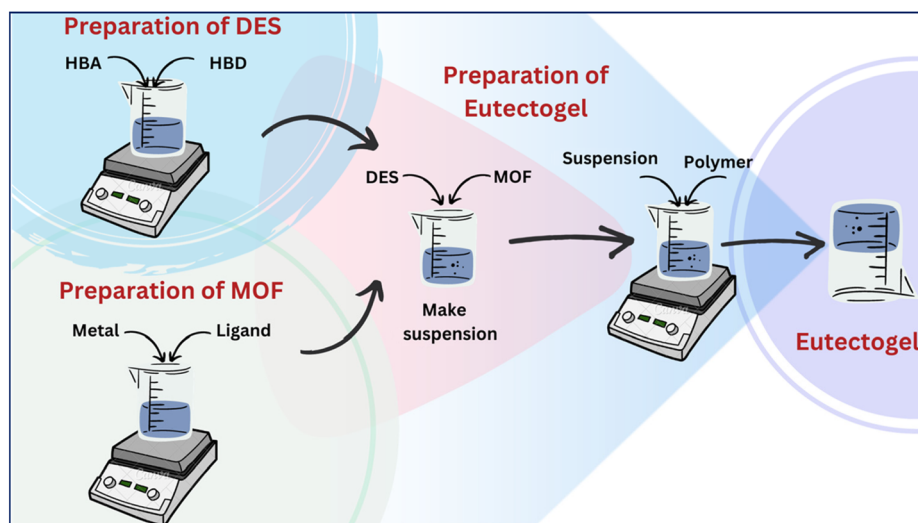 Preparation of DES
HBA
HBD
Preparation of
Eutectogel
Suspension
Polymer
DES
MOF
Make
suspension
Preparation of MOF
Metal
Ligand
Eutectogel